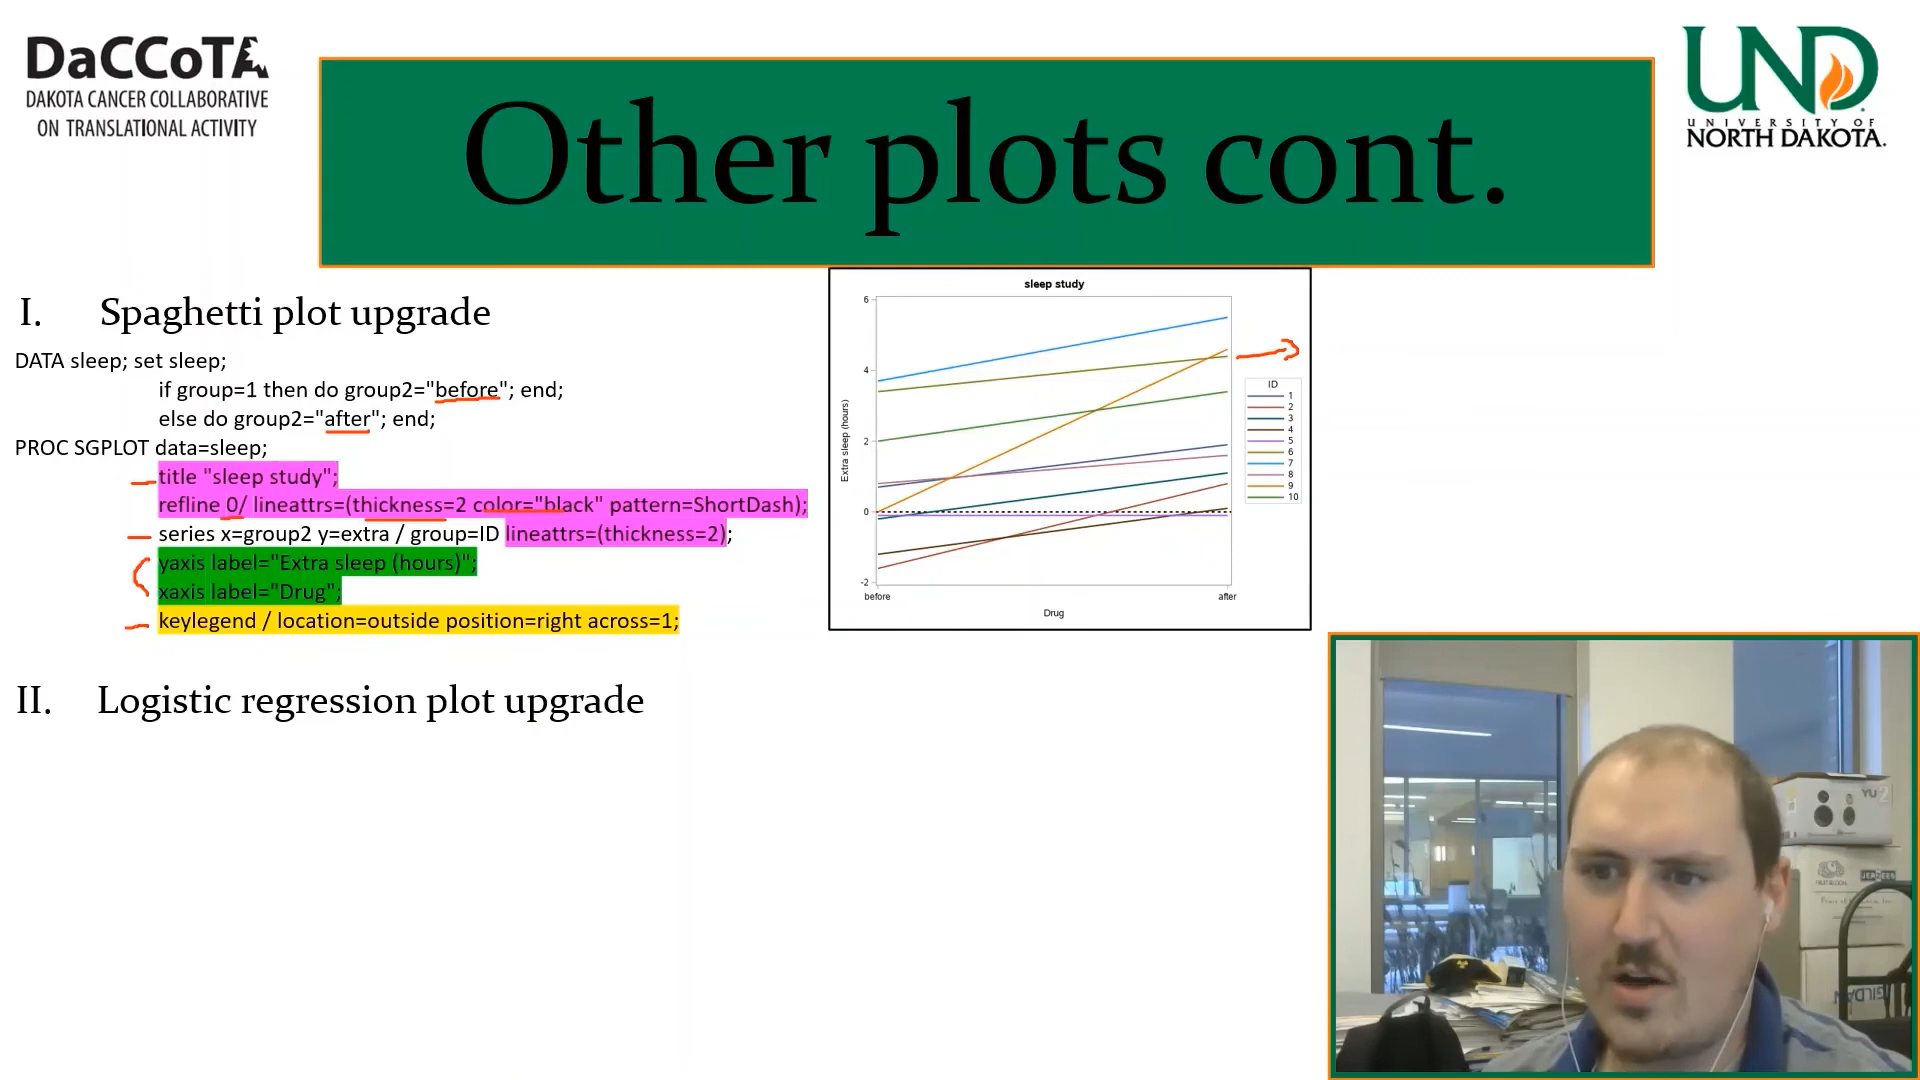 DaCCoTA
DAKOTA CANCER COLLABORATIVE
ON TRANSLATIONAL ACTIVITY
Other plots cont.
UND
UNIVERSITY OF
NORTH DAKOTA.
I. Spaghetti plot upgrade
DATA sleep; set sleep;
if group=1 then do group2="before"; end;
else do group2="after"; end;
PROC SGPLOT data=sleep;
title "sleep study";
refline 0/ lineattrs=(thickness=2 color="black" pattern=ShortDash);
series x=group2 y=extra / group=ID lineattrs=(thickness=2);
yaxis label="Extra sleep (hours)";
xaxis label="Drug";
keylegend / location=outside position=right across=1;
sleep study
Extra sleep (hours)
6
4
2
0
-2
before
after
Drug
ID
1
2
3
4
5
6
7
8
9
10
II. Logistic regression plot upgrade
YU
JERZEES
GILDAN